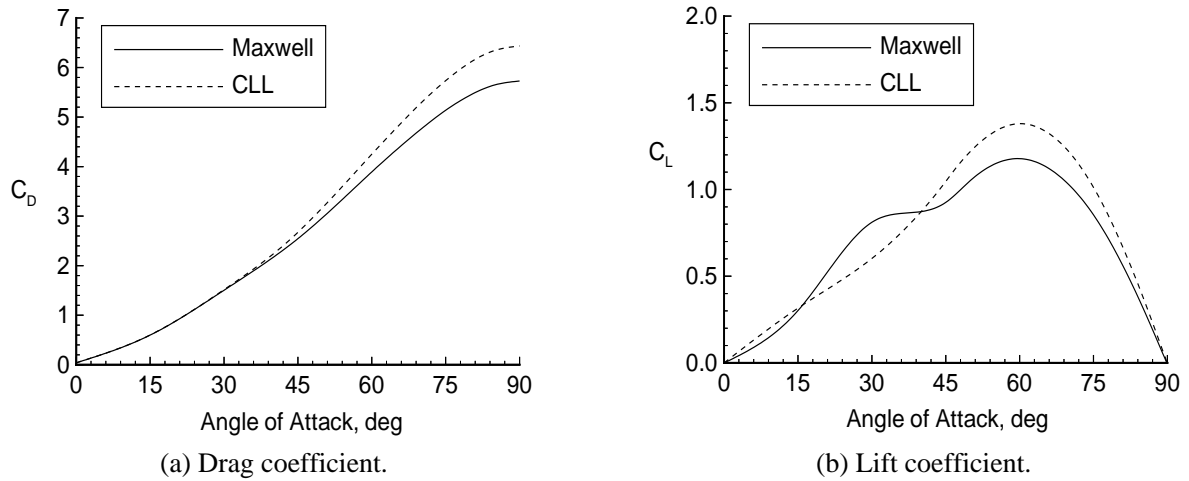 7
6
5
4
3
2
1
0
C_D
Maxwell
CLL
0 15 30 45 60 75 90
Angle of Attack, deg
(a) Drag coefficient.
2.0
1.5
1.0
0.5
0.0
C_L
Maxwell
CLL
0 15 30 45 60 75 90
Angle of Attack, deg
(b) Lift coefficient.